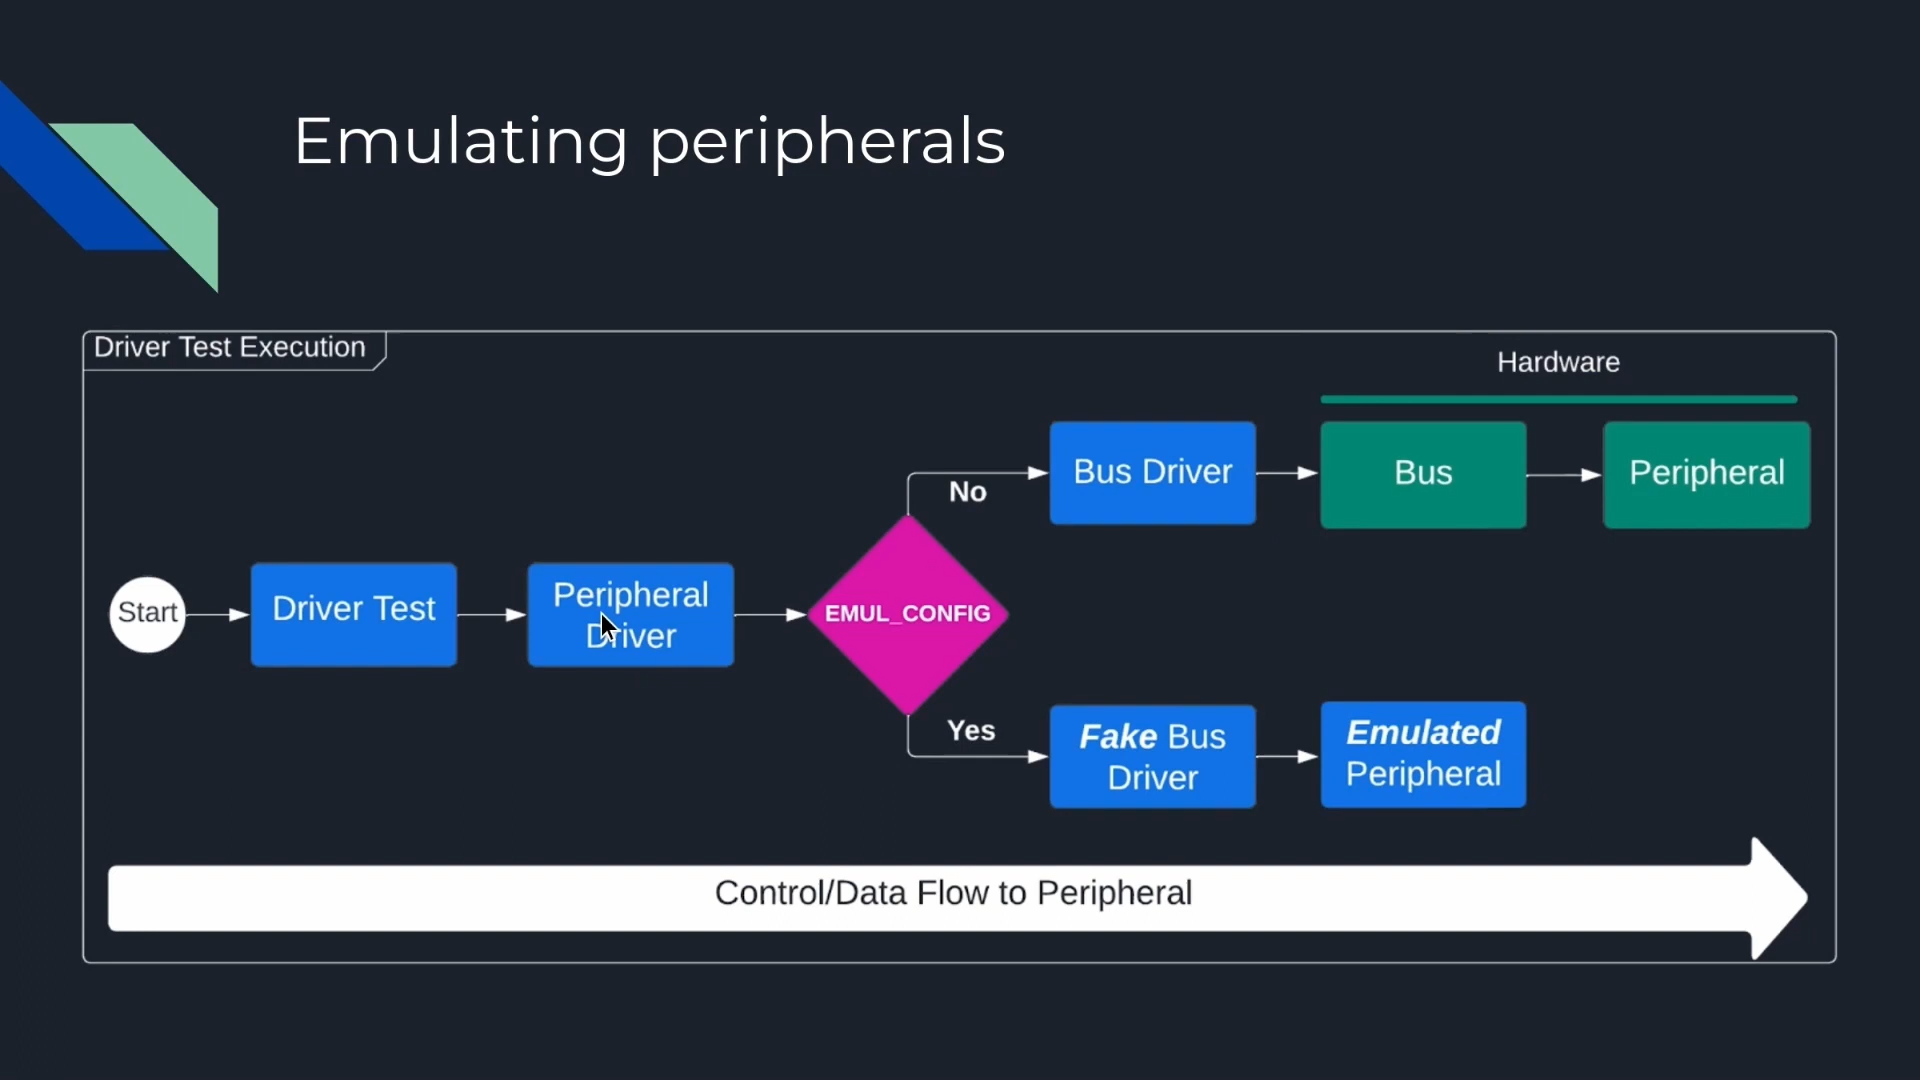 Emulating peripherals
Driver Test Execution
Hardware
Bus Driver
Bus
Peripheral
No
Start
Driver Test
Peripheral
Driver
EMUL_CONFIG
Yes
Fake Bus
Driver
Emulated
Peripheral
Control/Data Flow to Peripheral